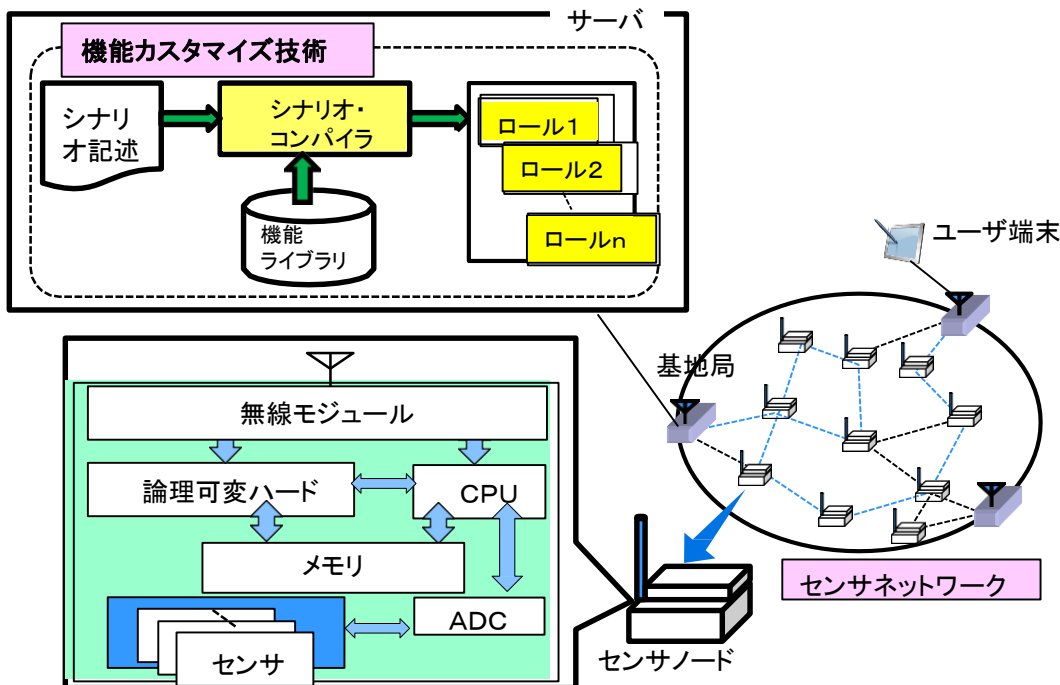 サーバ
機能カスタマイズ技術
シナリ
オ記述
シナリオ・
コンパイラ
機能
ライブラリ
ロール１
ロール２
ロールｎ
ユーザ端末
基地局
無線モジュール
論理可変ハード
CPU
メモリ
ADC
センサ
センサノード
センサネットワーク